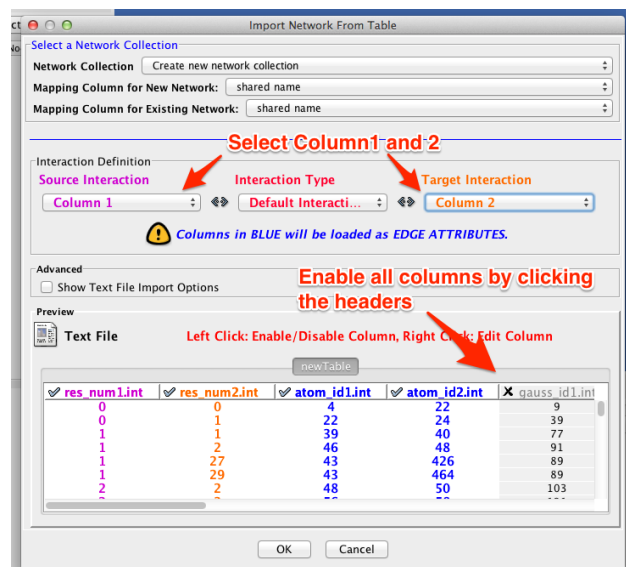 ct
Import Network From Table
No
Select a Network Collection
Network Collection Create new network collection
Mapping Column for New Network: shared name
Mapping Column for Existing Network: shared name
Select Column1 and 2
Interaction Definition
Source Interaction Interaction Type Target Interaction
Column 1 Default Interacti... Column 2
Columns in BLUE will be loaded as EDGE ATTRIBUTES.
Advanced
Show Text File Import Options
Enable all columns by clicking
the headers
Preview
Text File Left Click: Enable/Disable Column, Right Click: Edit Column
newTable
res_num1.int res_num2.int atom_id1.int atom_id2.int gauss_id1.int
0 0 4 22 9
0 1 22 24 39
1 1 39 40 77
1 2 46 48 91
1 27 43 426 89
1 29 43 464 89
2 2 48 50 103
OK Cancel